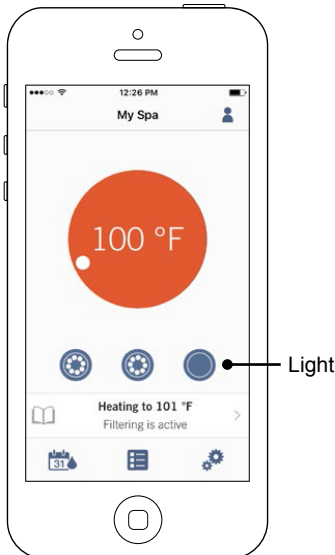 12:26 PM
My Spa
100 °F
Light
Heating to 101 °F
Filtering is active
31